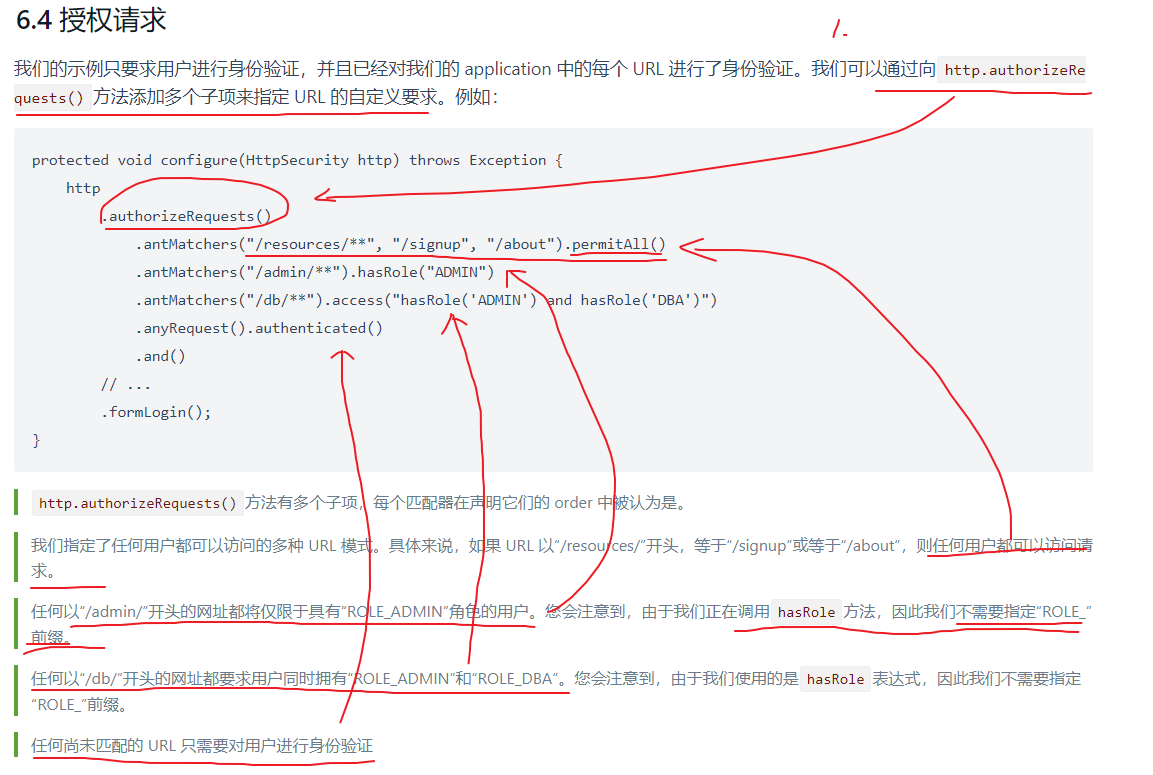 6.4 授权请求
1.
我们的示例只要求用户进行身份验证，并且已经对我们的 application 中的每个 URL 进行了身份验证。我们可以通过向 http.authorizeRe
quests() 方法添加多个子项来指定 URL 的自定义要求。例如：
protected void configure(HttpSecurity http) throws Exception {
    http
        .authorizeRequests()
            .antMatchers("/resources/**", "/signup", "/about").permitAll()
            .antMatchers("/admin/**").hasRole("ADMIN")
            .antMatchers("/db/**").access("hasRole('ADMIN') and hasRole('DBA')")
            .anyRequest().authenticated()
            .and()
        // ...
        .formLogin();
}
http.authorizeRequests() 方法有多个子项，每个匹配器在声明它们的 order 中被认为是。
我们指定了任何用户都可以访问的多种 URL 模式。具体来说，如果 URL 以“/resources/”开头，等于“/signup”或等于“/about”，则任何用户都可以访问请
求。
任何以“/admin/”开头的网址都将仅限于具有“ROLE_ADMIN”角色的用户。您会注意到，由于我们正在调用 hasRole 方法，因此我们不需要指定“ROLE_”
前缀。
任何以“/db/”开头的网址都要求用户同时拥有“ROLE_ADMIN”和“ROLE_DBA”。您会注意到，由于我们使用的是 hasRole 表达式，因此我们不需要指定
“ROLE_”前缀。
任何尚未匹配的 URL 只需要对用户进行身份验证